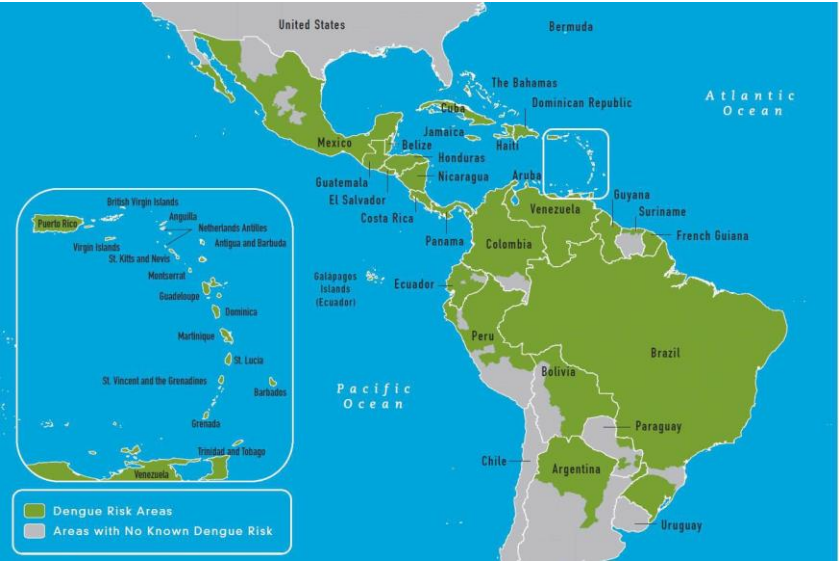 United States
Bermuda
The Bahamas
Atlantic
Ocean
Cuba
Dominican Republic
Mexico
Jamaica
Haiti
Belize
Honduras
Guatemala
Nicaragua
Aruba
El Salvador
Costa Rica
Venezuela
Guyana
Suriname
Panama
Colombia
French Guiana
Galápagos
Islands
(Ecuador)
Ecuador
Peru
Brazil
Bolivia
Pacific
Ocean
Paraguay
Chile
Argentina
Uruguay
British Virgin Islands
Puerto Rico
Anguilla
Netherlands Antilles
Virgin Islands
Antigua and Barbuda
St. Kitts and Nevis
Montserrat
Guadeloupe
Dominica
Martinique
St. Lucia
St. Vincent and the Grenadines
Barbados
Grenada
Trinidad and Tobago
Venezuela
Dengue Risk Areas
Areas with No Known Dengue Risk